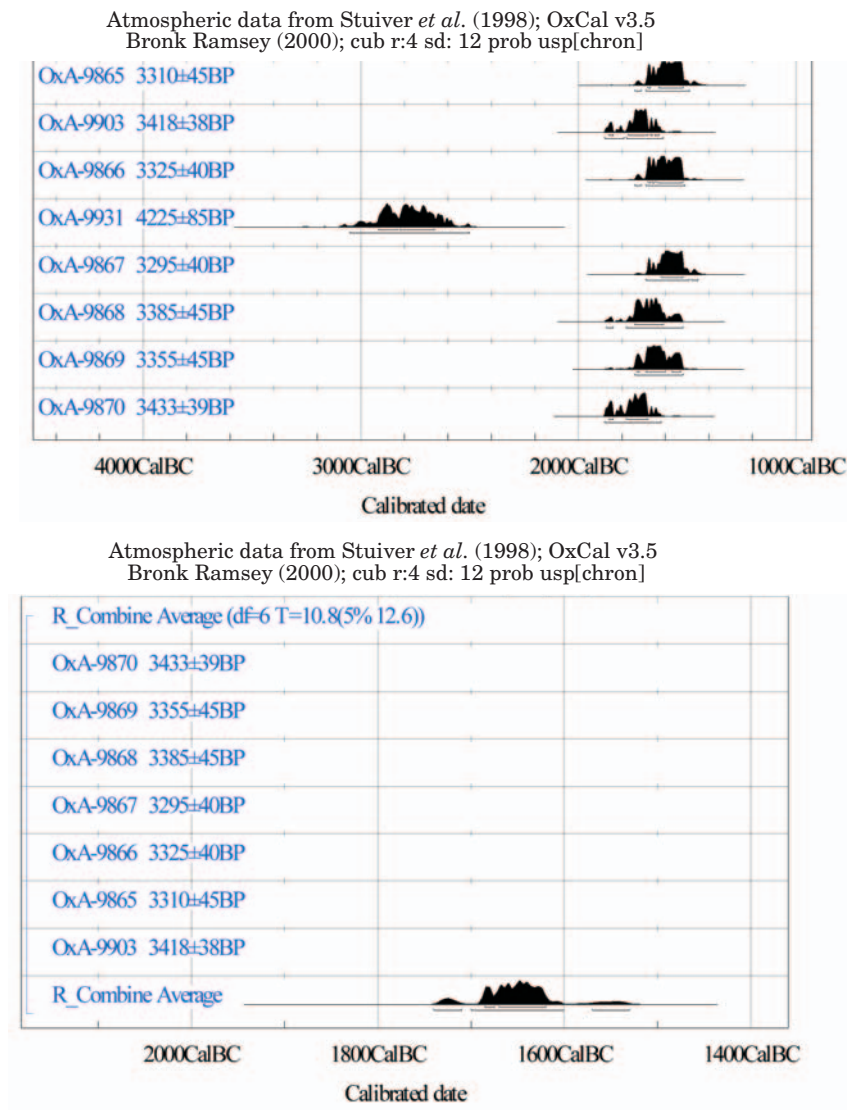 Atmospheric data from Stuiver et al. (1998); OxCal v3.5
Bronk Ramsey (2000); cub r:4 sd: 12 prob usp[chron]
OxA-9865 3310±45BP
OxA-9903 3418±38BP
OxA-9866 3325±40BP
OxA-9931 4225±85BP
OxA-9867 3295±40BP
OxA-9868 3385±45BP
OxA-9869 3355±45BP
OxA-9870 3433±39BP
4000CalBC 3000CalBC 2000CalBC 1000CalBC
Calibrated date
Atmospheric data from Stuiver et al. (1998); OxCal v3.5
Bronk Ramsey (2000); cub r:4 sd: 12 prob usp[chron]
R_Combine Average (df=6 T=10.8(5% 12.6))
OxA-9870 3433±39BP
OxA-9869 3355±45BP
OxA-9868 3385±45BP
OxA-9867 3295±40BP
OxA-9866 3325±40BP
OxA-9865 3310±45BP
OxA-9903 3418±38BP
R_Combine Average
2000CalBC 1800CalBC 1600CalBC 1400CalBC
Calibrated date